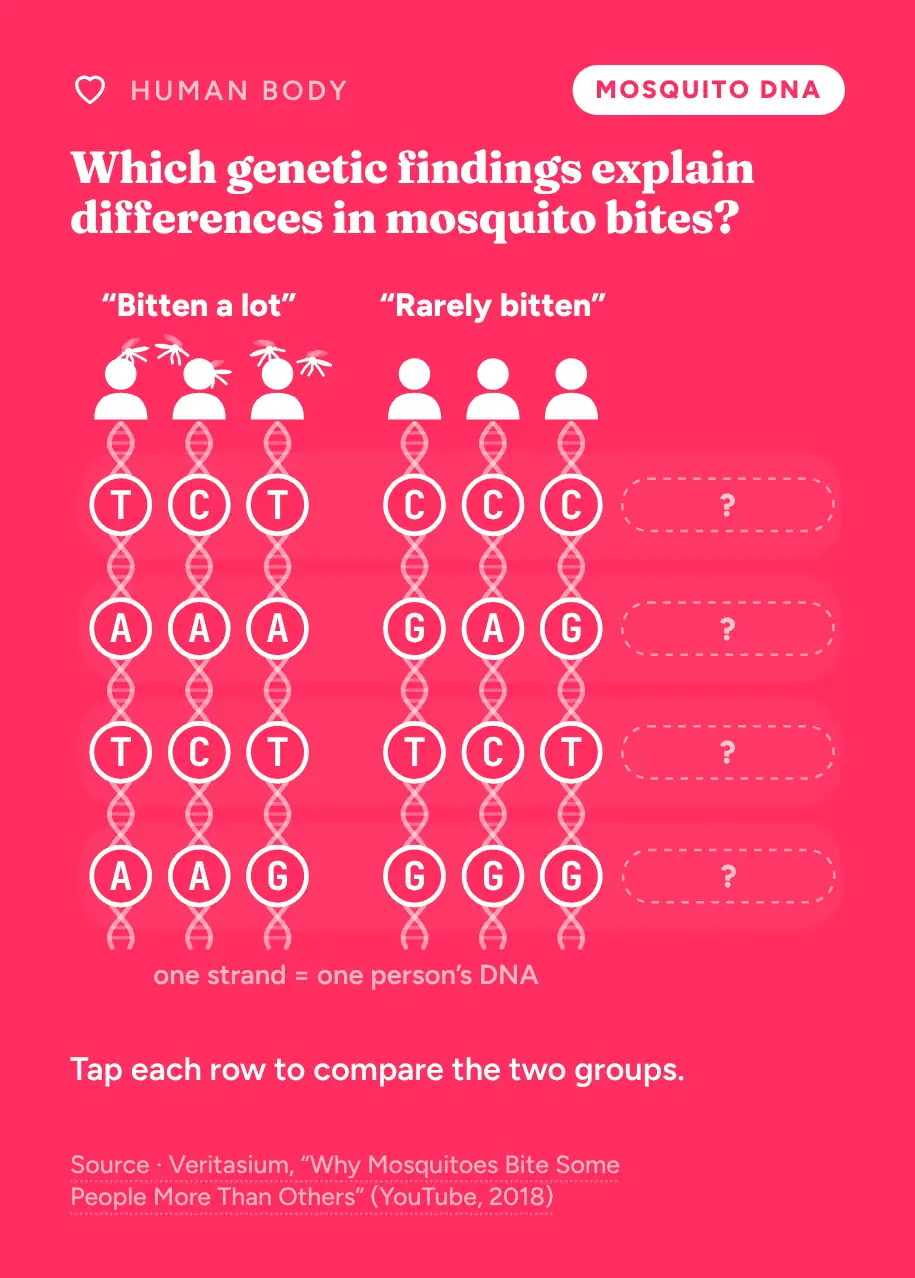 HUMAN BODY
MOSQUITO DNA
Which genetic findings explain
differences in mosquito bites?
“Bitten a lot” “Rarely bitten”
T C T C C C ?
A A A G A G ?
T C T T C T ?
A A G G G G ?
one strand = one person’s DNA
Tap each row to compare the two groups.
Source · Veritasium, “Why Mosquitoes Bite Some
People More Than Others” (YouTube, 2018)